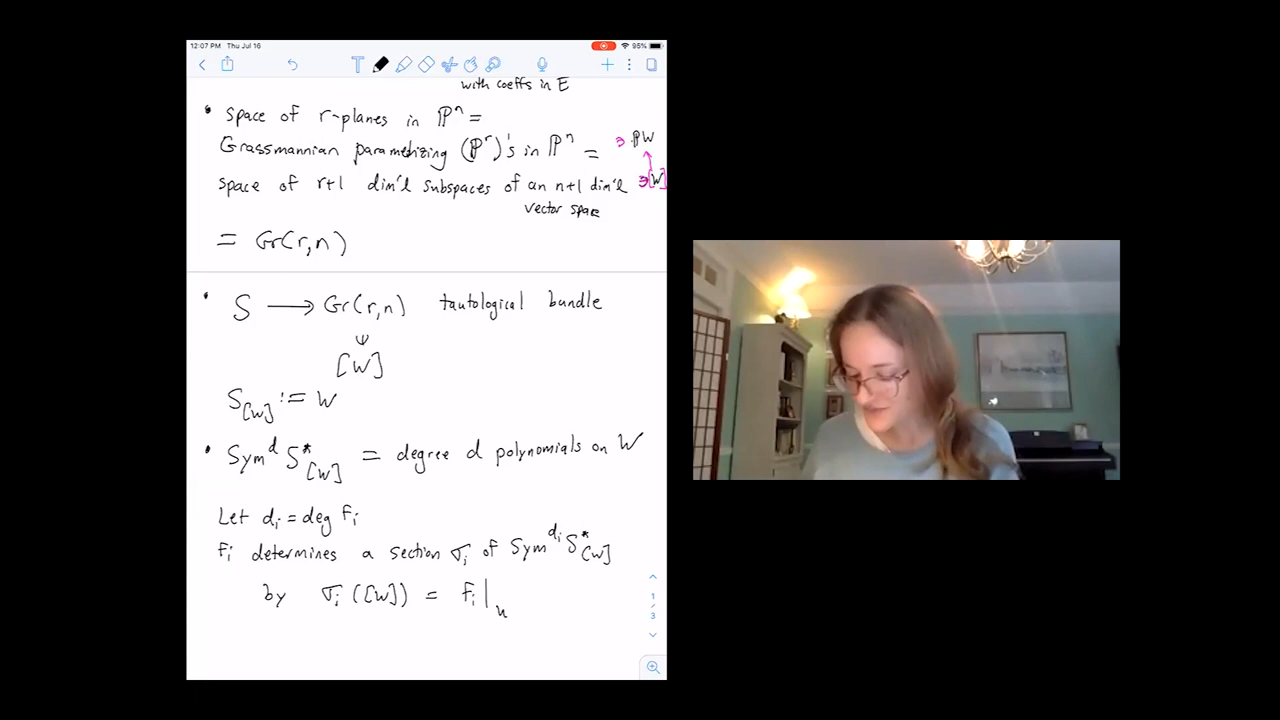 12:07 PM Thu Jul 16
95%
with coeffs in E
• Space of r-planes in ℙⁿ =
Grassmannian parametrizing (ℙʳ)'s in ℙⁿ = ∋ ℙW
space of r+1 dim'l subspaces of an n+1 dim'l ∋ [W]
vector space
= Gr(r,n)
• S ⟶ Gr(r,n) tautological bundle
[W]
S_[W] := W
• Sym^d S*_[W] = degree d polynomials on W
Let dᵢ = deg Fᵢ
Fᵢ determines a section σᵢ of Sym^{dᵢ} S*_[W]
by σᵢ([W]) = Fᵢ|
1
/
3